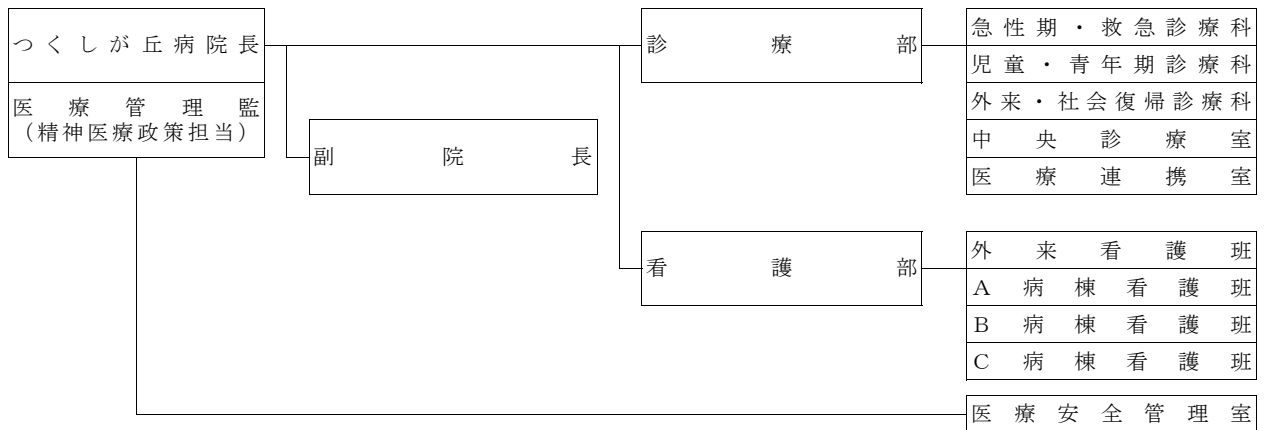 つくしが丘病院長
医療管理監
（精神医療政策担当）
副院長
診療部
急性期・救急診療科
児童・青年期診療科
外来・社会復帰診療科
中央診療室
医療連携室
看護部
外来看護班
A病棟看護班
B病棟看護班
C病棟看護班
医療安全管理室